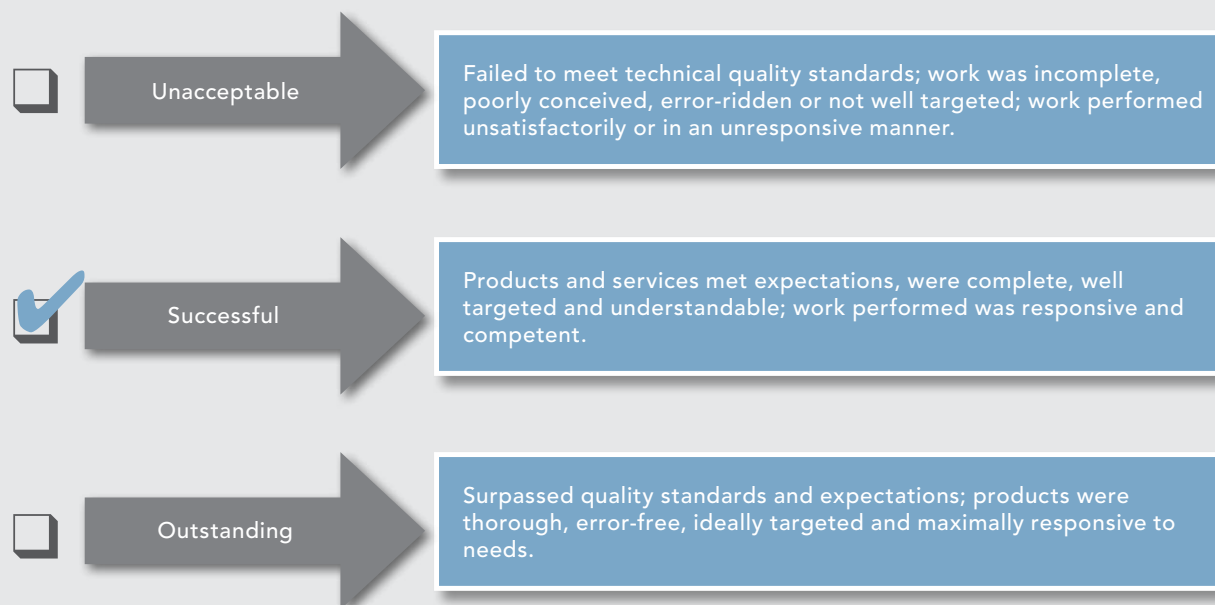 Unacceptable
Failed to meet technical quality standards; work was incomplete,
poorly conceived, error-ridden or not well targeted; work performed
unsatisfactorily or in an unresponsive manner.
Successful
Products and services met expectations, were complete, well
targeted and understandable; work performed was responsive and
competent.
Outstanding
Surpassed quality standards and expectations; products were
thorough, error-free, ideally targeted and maximally responsive to
needs.